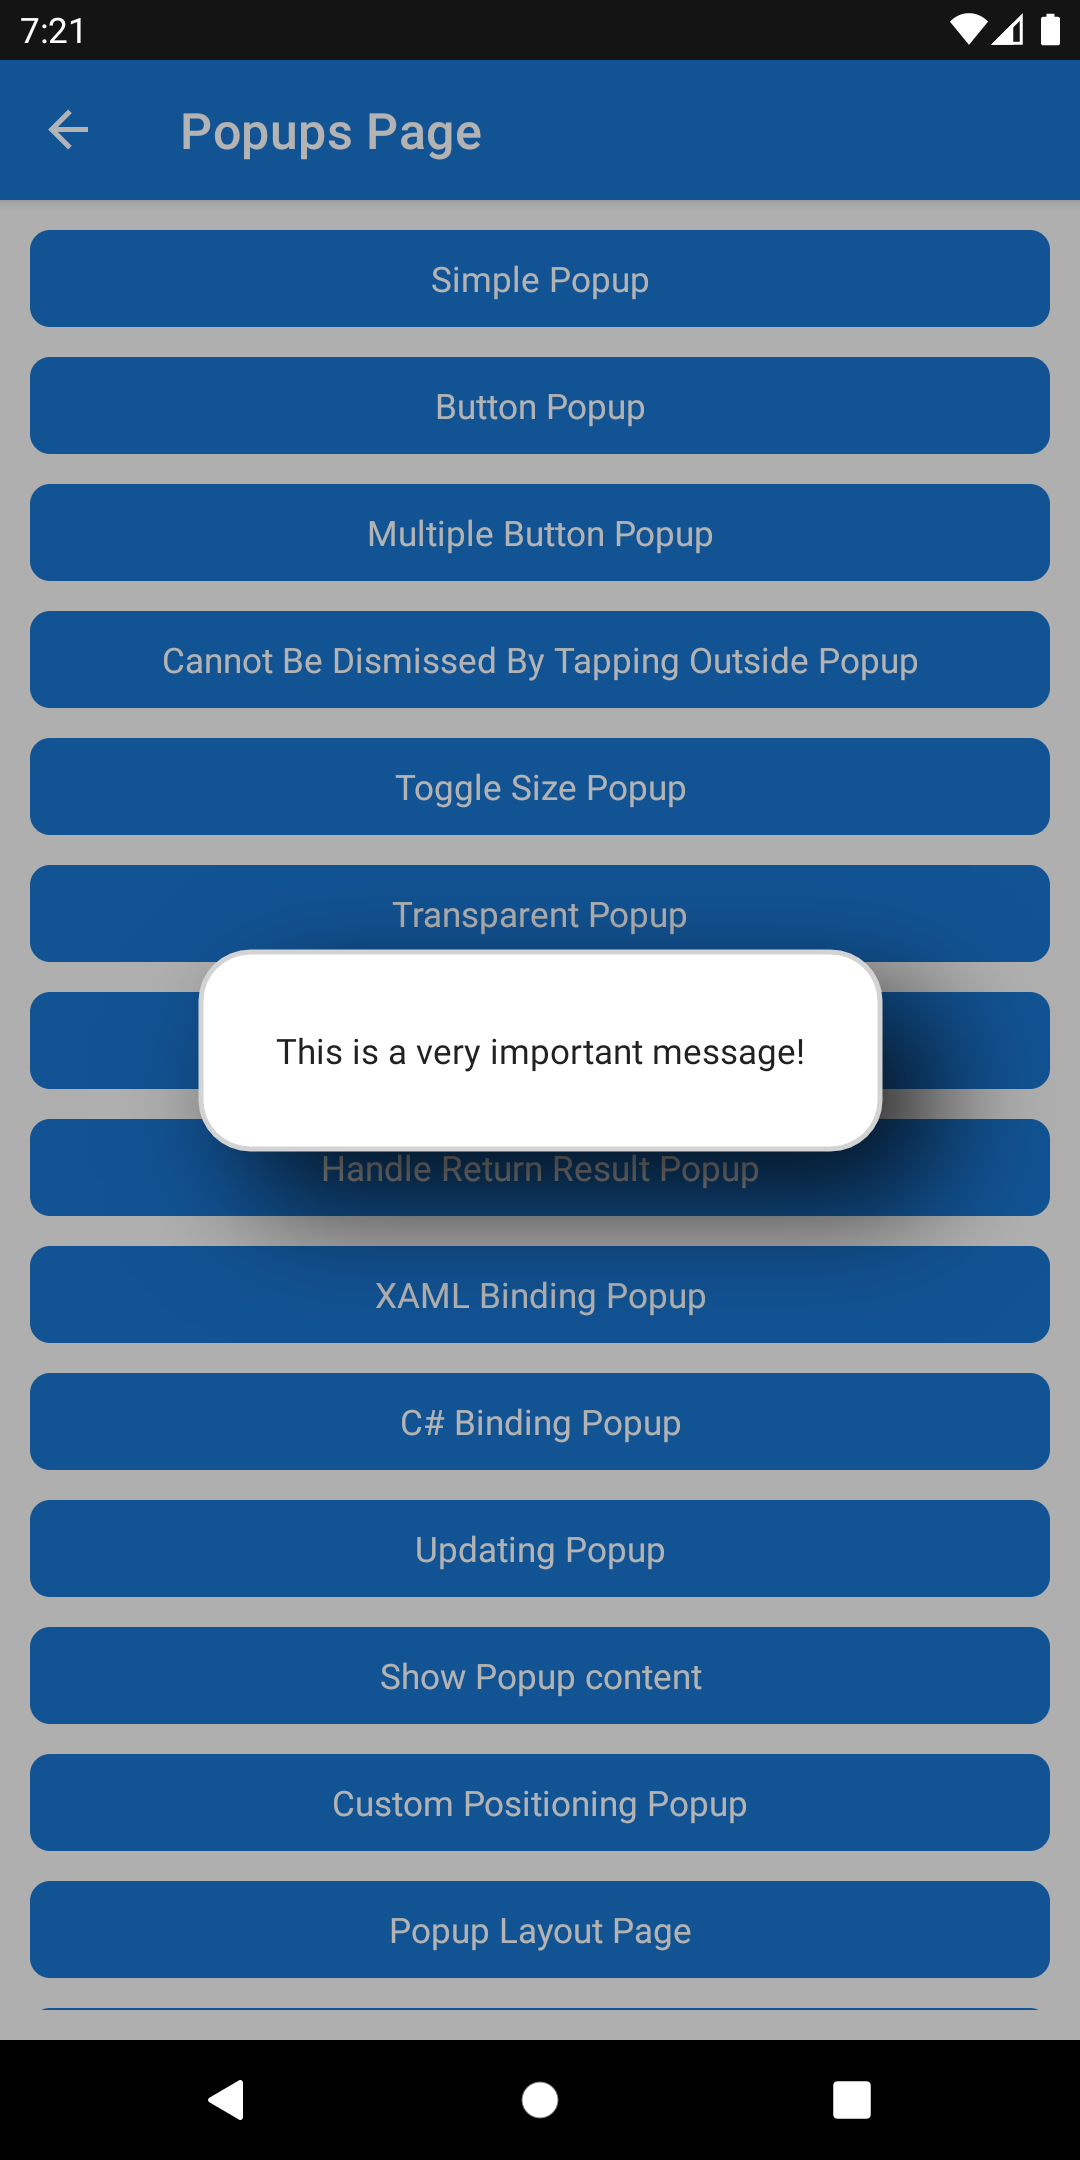 7:21
Popups Page
Simple Popup
Button Popup
Multiple Button Popup
Cannot Be Dismissed By Tapping Outside Popup
Toggle Size Popup
Transparent Popup
This is a very important message!
Handle Return Result Popup
XAML Binding Popup
C# Binding Popup
Updating Popup
Show Popup content
Custom Positioning Popup
Popup Layout Page